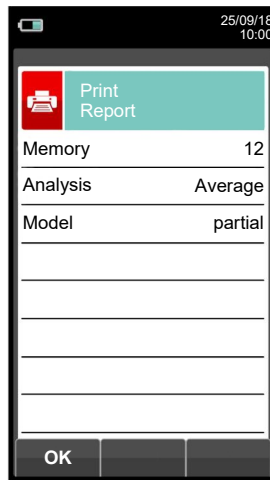 25/09/18
10:00
Print
Report
Memory 12
Analysis Average
Model partial
OK